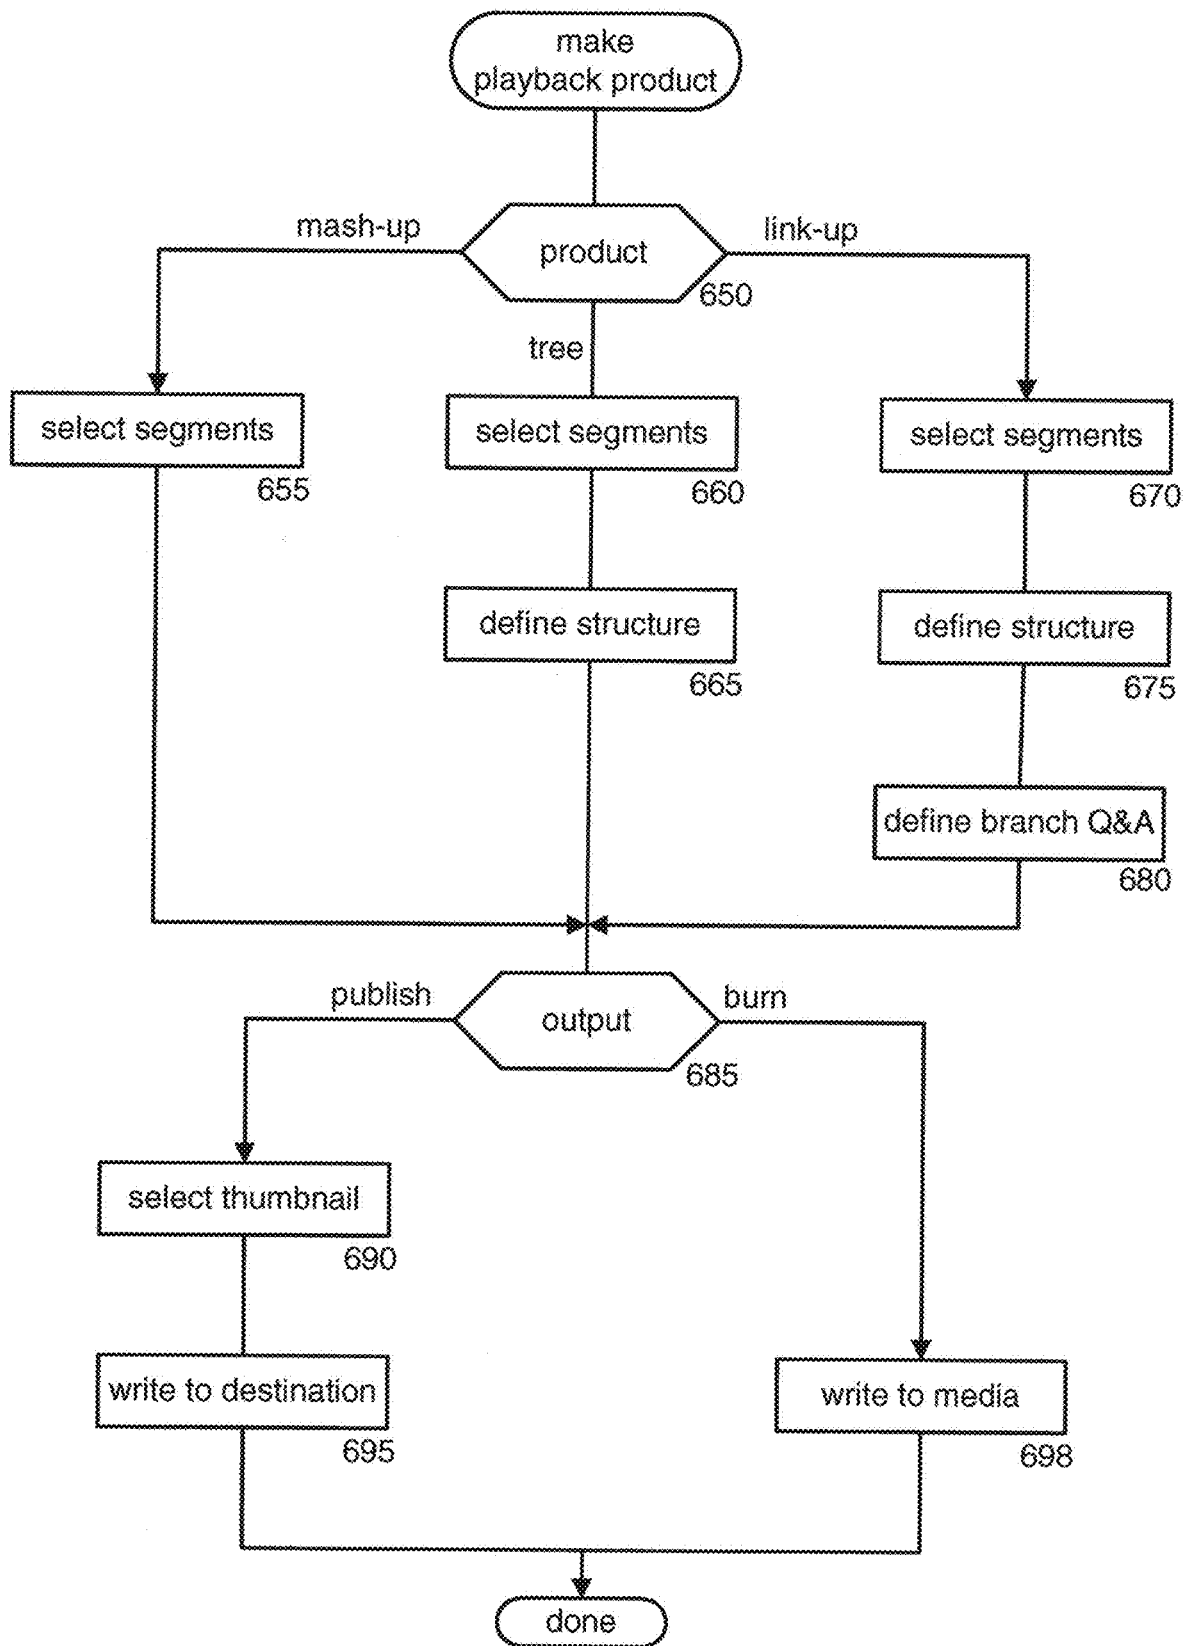 make
playback product
mash-up
product
link-up
650
tree
select segments
655
select segments
660
select segments
670
define structure
665
define structure
675
define branch Q&A
680
publish
output
burn
685
select thumbnail
690
write to destination
695
write to media
698
done